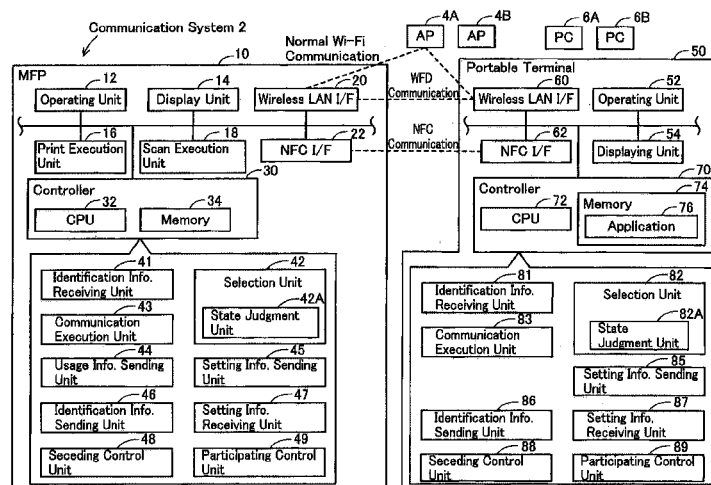 Communication System 2
4A
4B
6A
6B
AP
AP
PC
PC
Normal Wi-Fi
Communication
10
50
MFP
Portable Terminal
12
14
20
WFD
Communication
60
52
Operating Unit
Display Unit
Wireless LAN I/F
Wireless LAN I/F
Operating Unit
16
18
22
NFC
Communication
62
54
Print Execution
Unit
Scan Execution
Unit
NFC I/F
NFC I/F
Displaying Unit
30
70
Controller
Controller
74
32
34
72
Memory
76
CPU
Memory
CPU
Application
41
42
Identification Info.
Receiving Unit
Selection Unit
43
42A
Communication
Execution Unit
State Judgment
Unit
44
45
Usage Info. Sending
Unit
Setting Info. Sending
Unit
46
47
Identification Info.
Sending Unit
Setting Info.
Receiving Unit
48
49
Seceding Control
Unit
Participating Control
Unit
81
82
Identification Info.
Receiving Unit
Selection Unit
83
82A
Communication
Execution Unit
State
Judgment Unit
85
Setting Info. Sending
Unit
86
87
Identification Info.
Sending Unit
Setting Info.
Receiving Unit
88
89
Seceding Control
Unit
Participating Control
Unit